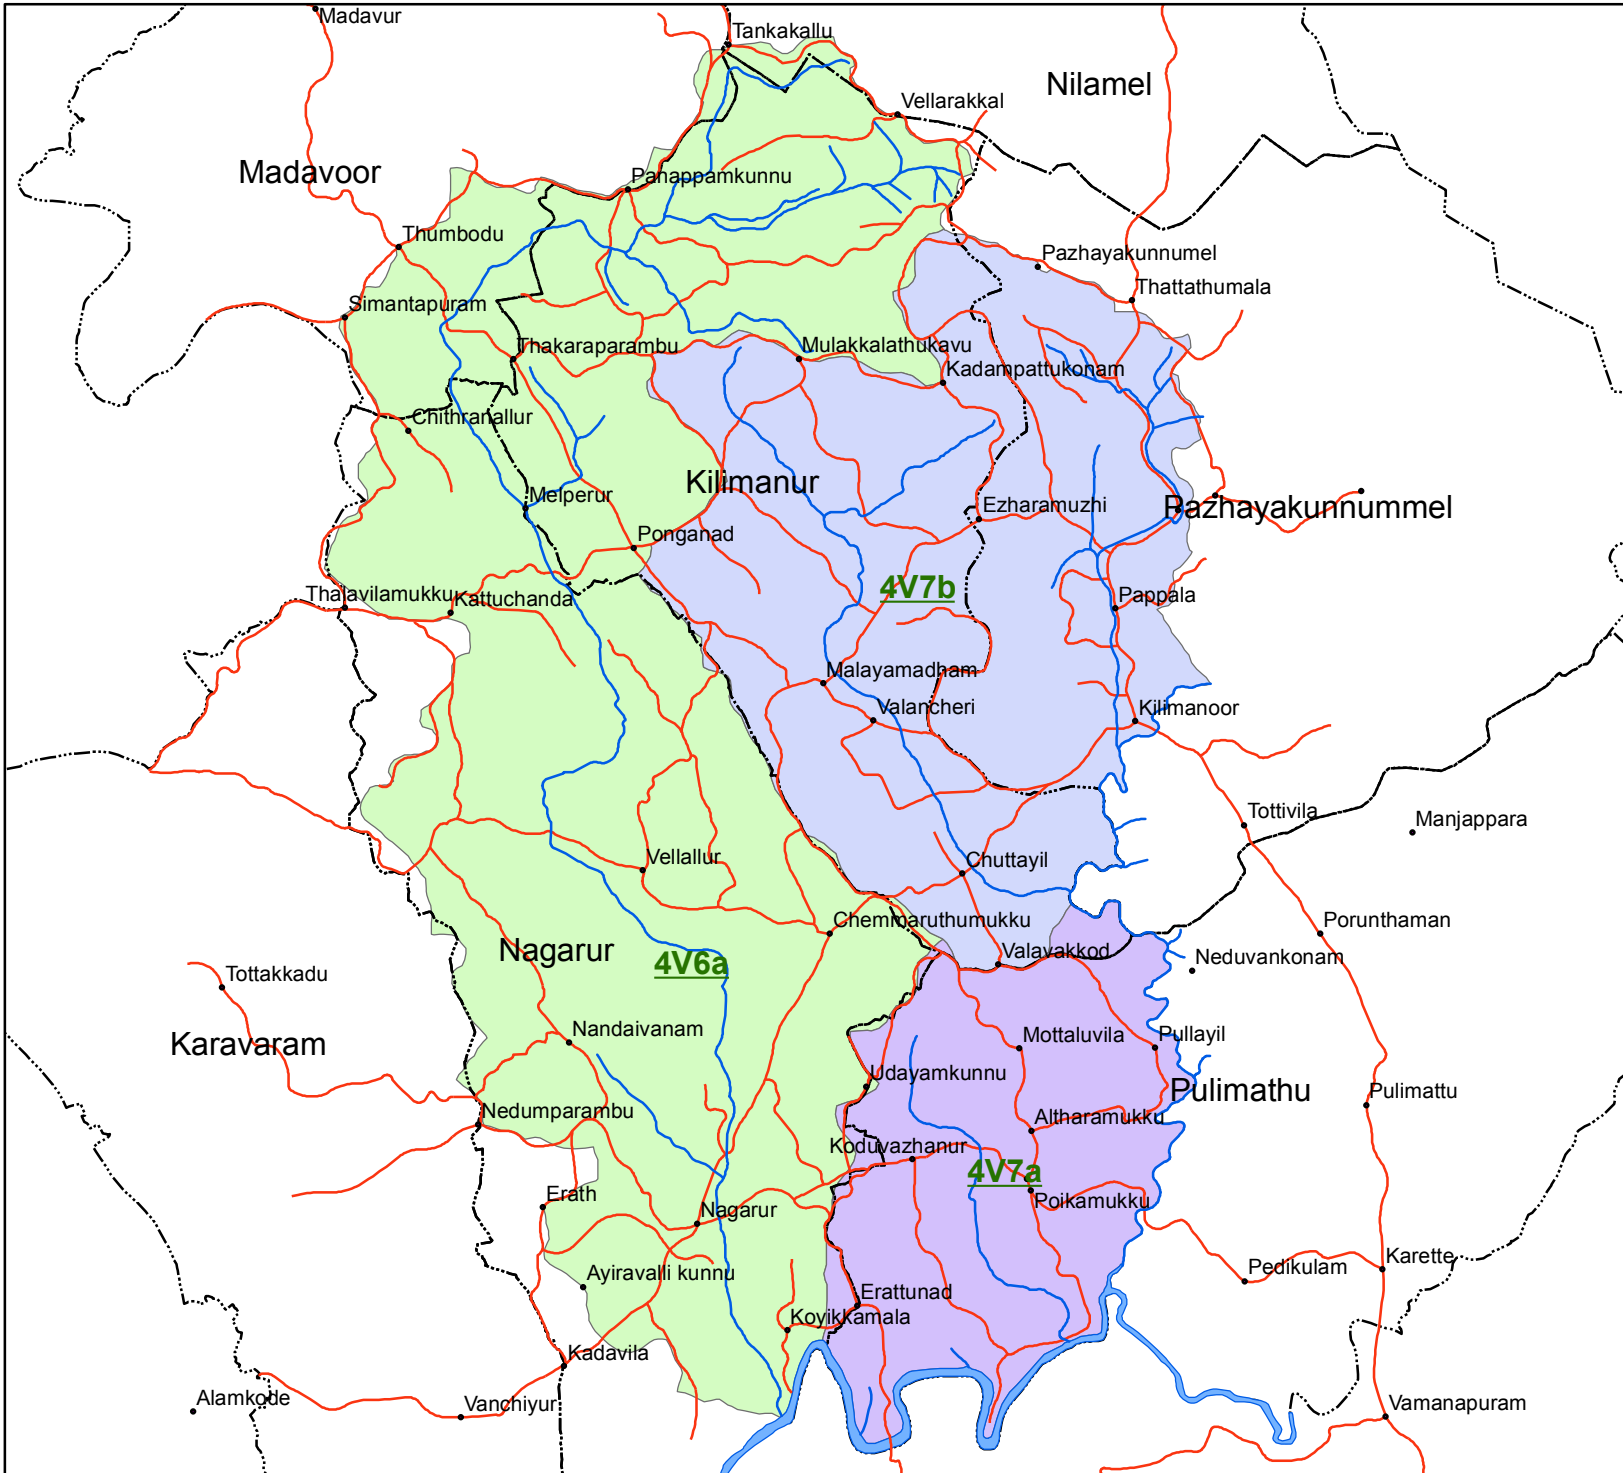 Madavur
Tankakallu
Nilamel
Vellarakkal
Madavoor
Panappamkunnu
Thumbodu
Pazhayakunnumel
Thattathumala
Simantapuram
Thakaraparambu
Mulakkalathukavu
Kadampattukonam
Chithranallur
Kilimanur
Melperur
Ezharamuzhi
Pazhayakunnummel
Ponganad
4V7b
Thalavilamukku
Kattuchanda
Pappala
Malayamadham
Valancheri
Kilimanoor
Tottivila
Manjappara
Vellallur
Chuttayil
Chemmaruthumukku
Porunthaman
Nagarur
4V6a
Valavakkod
Neduvankonam
Tottakkadu
Karavaram
Nandaivanam
Mottaluvila
Pullayil
Udayamkunnu
Pulimathu
Pulimattu
Nedumparambu
Altharamukku
Koduvazhanur
4V7a
Erath
Poikamukku
Nagarur
Ayiravalli kunnu
Pedikulam
Karette
Erattunad
Koyikkamala
Kadavila
Alamkode
Vanchiyur
Vamanapuram